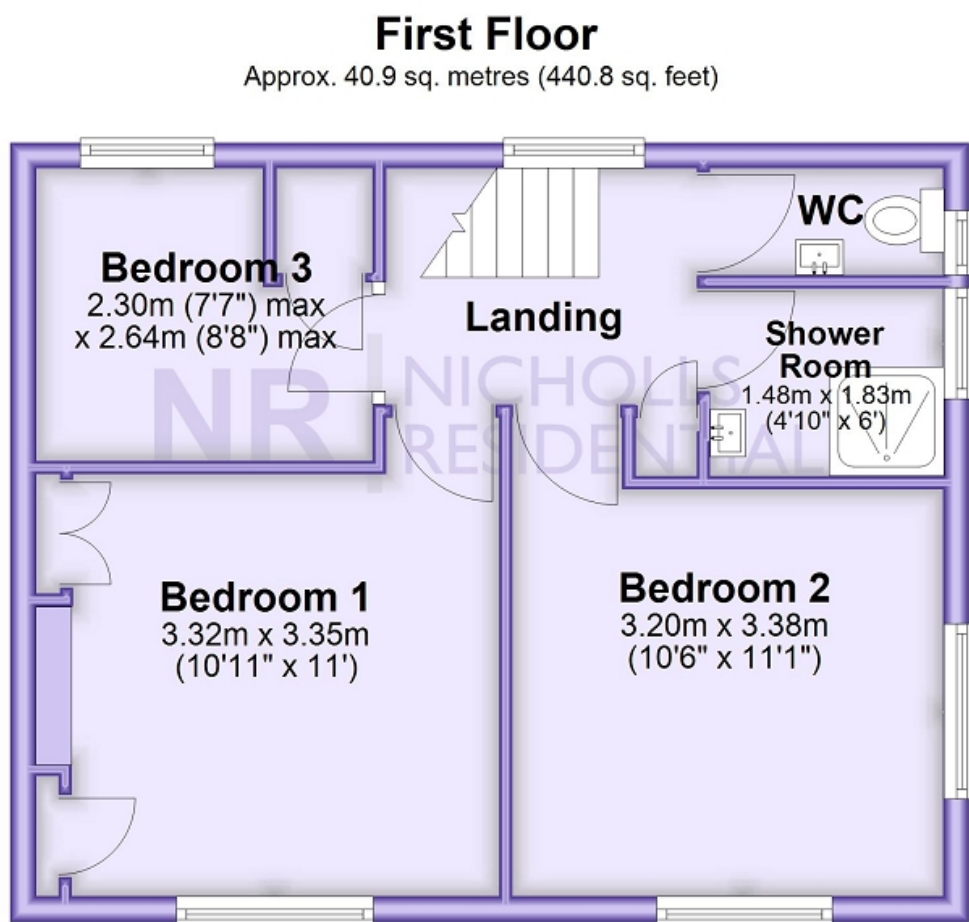 First Floor
Approx. 40.9 sq. metres (440.8 sq. feet)
WC
Bedroom 3
2.30m (7'7") max
x 2.64m (8'8") max
Landing
Shower
Room
1.48m x 1.83m
(4'10" x 6')
NR
NICHOLLS
RESIDENTIAL
Bedroom 1
3.32m x 3.35m
(10'11" x 11')
Bedroom 2
3.20m x 3.38m
(10'6" x 11'1")